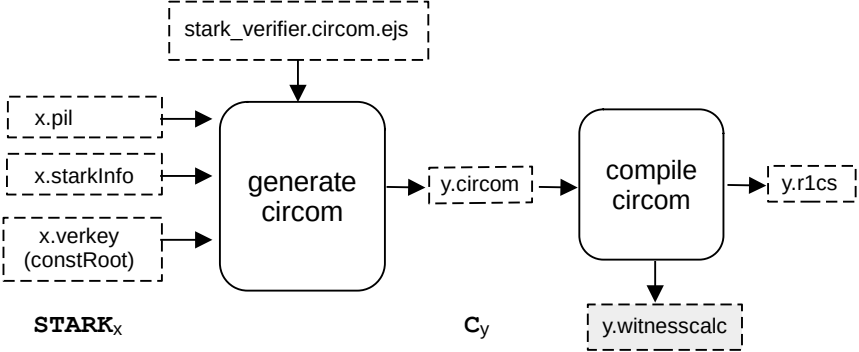 stark_verifier.circom.ejs
x.pil
x.starkInfo
x.verkey
(constRoot)
generate
circom
y.circom
compile
circom
y.r1cs
y.witnesscalc
STARKx
Cy